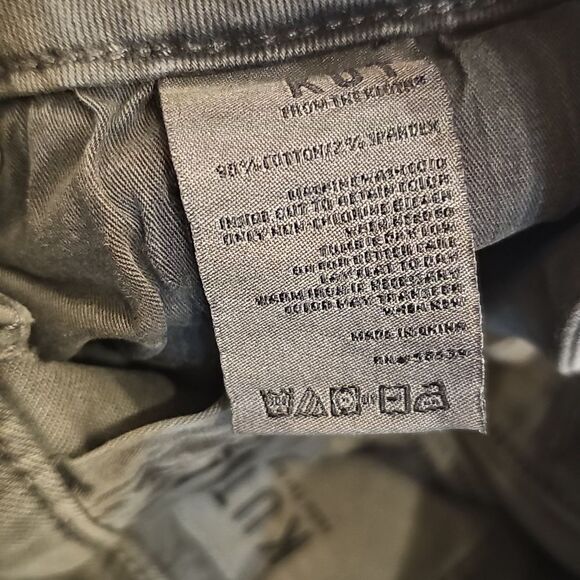 KUT
FROM THE KLOTH®
98% COTTON/2% SPANDEX
MACHINE WASH COLD
INSIDE OUT TO RETAIN COLOR
ONLY NON-CHLORINE BLEACH
WHEN NEEDED
TUMBLE DRY LOW
OR FOR BETTER CARE
LAY FLAT TO DRY
WARM IRON IF NECESSARY
COLOR MAY TRANSFER
WHEN NEW
MADE IN CHINA
KUT